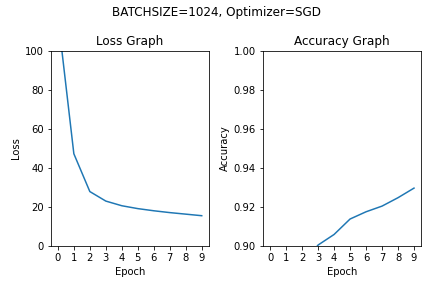 BATCHSIZE=1024, Optimizer=SGD
Loss Graph
Loss
100
80
60
40
20
0
0 1 2 3 4 5 6 7 8 9
Epoch
Accuracy Graph
Accuracy
1.00
0.98
0.96
0.94
0.92
0.90
0 1 2 3 4 5 6 7 8 9
Epoch